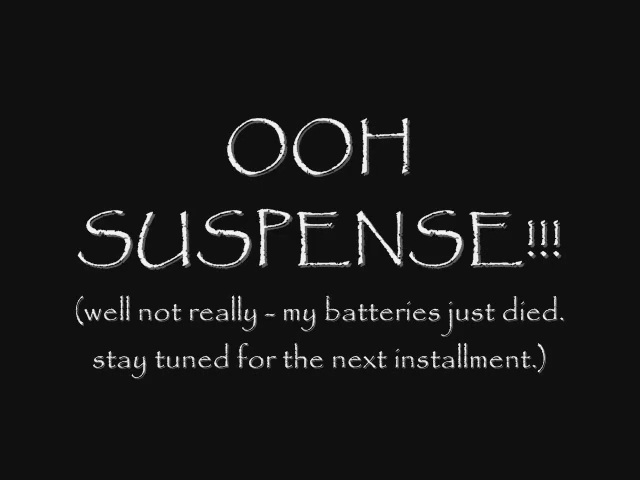 OOH
SUSPENSE!!!
(well not really - my batteries just died.
stay tuned for the next installment.)